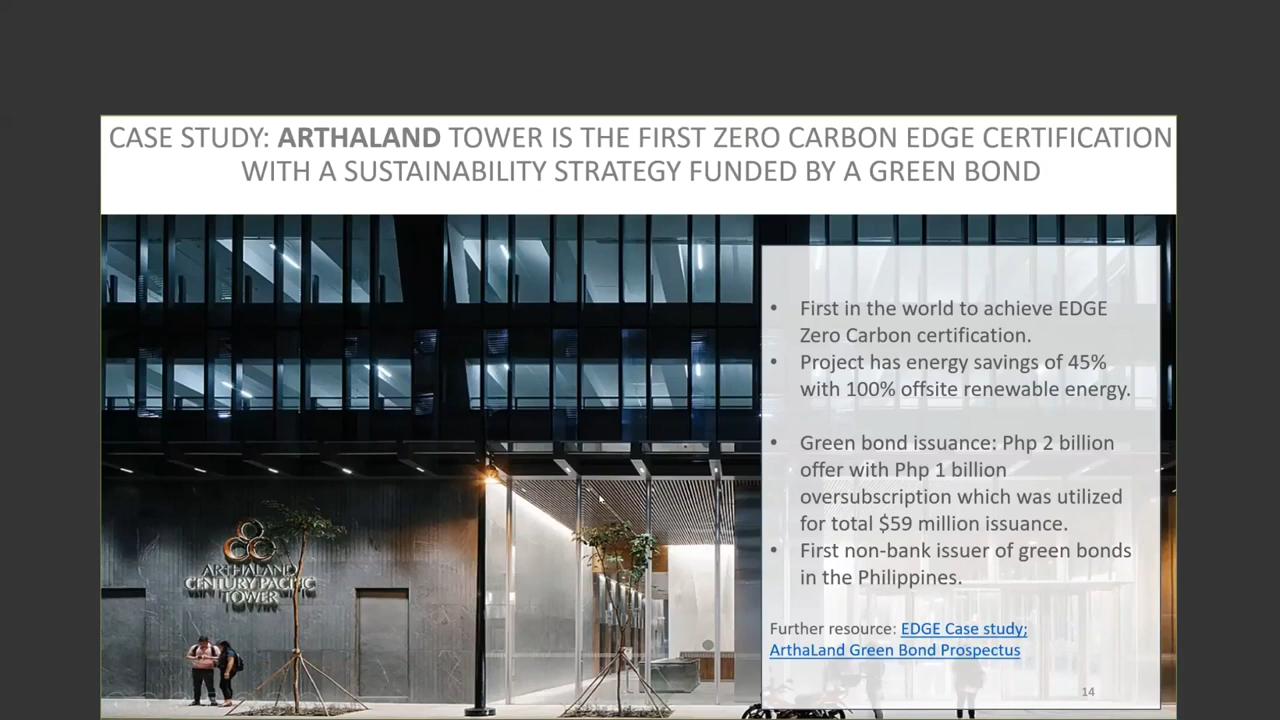 CASE STUDY: ARTHALAND TOWER IS THE FIRST ZERO CARBON EDGE CERTIFICATION
WITH A SUSTAINABILITY STRATEGY FUNDED BY A GREEN BOND
• First in the world to achieve EDGE
Zero Carbon certification.
• Project has energy savings of 45%
with 100% offsite renewable energy.
• Green bond issuance: Php 2 billion
offer with Php 1 billion
oversubscription which was utilized
for total $59 million issuance.
• First non-bank issuer of green bonds
in the Philippines.
Further resource: EDGE Case study;
ArthaLand Green Bond Prospectus
14
ARTHALAND
CENTURY PACIFIC
TOWER